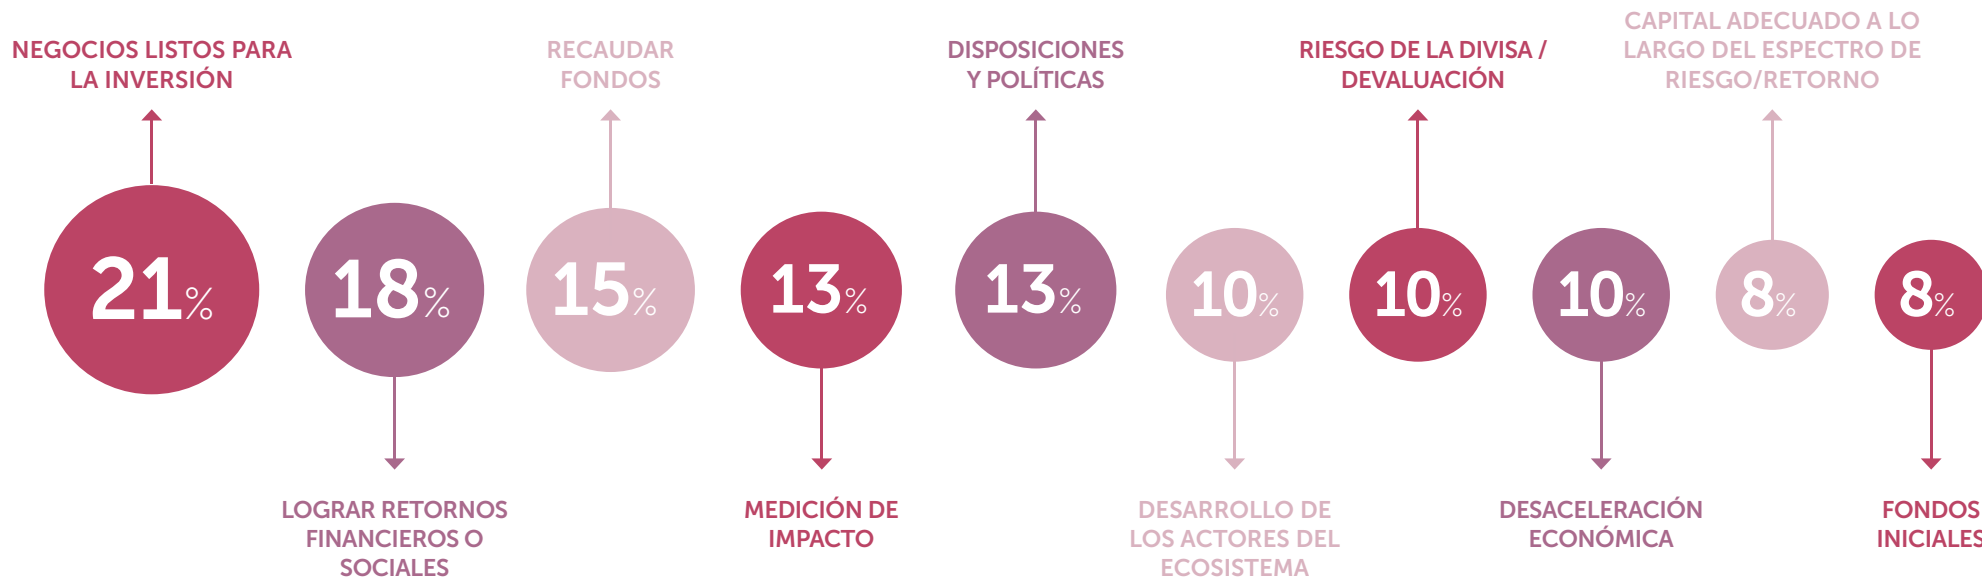 NEGOCIOS LISTOS PARA
LA INVERSIÓN
21%
18%
LOGRAR RETORNOS
FINANCIEROS O
SOCIALES
RECAUDAR
FONDOS
15%
13%
MEDICIÓN DE
IMPACTO
DISPOSICIONES
Y POLÍTICAS
13%
10%
DESARROLLO DE
LOS ACTORES DEL
ECOSISTEMA
RIESGO DE LA DIVISA /
DEVALUACIÓN
10%
10%
DESACELERACIÓN
ECONÓMICA
CAPITAL ADECUADO A LO
LARGO DEL ESPECTRO DE
RIESGO/RETORNO
8%
8%
FONDOS
INICIALES